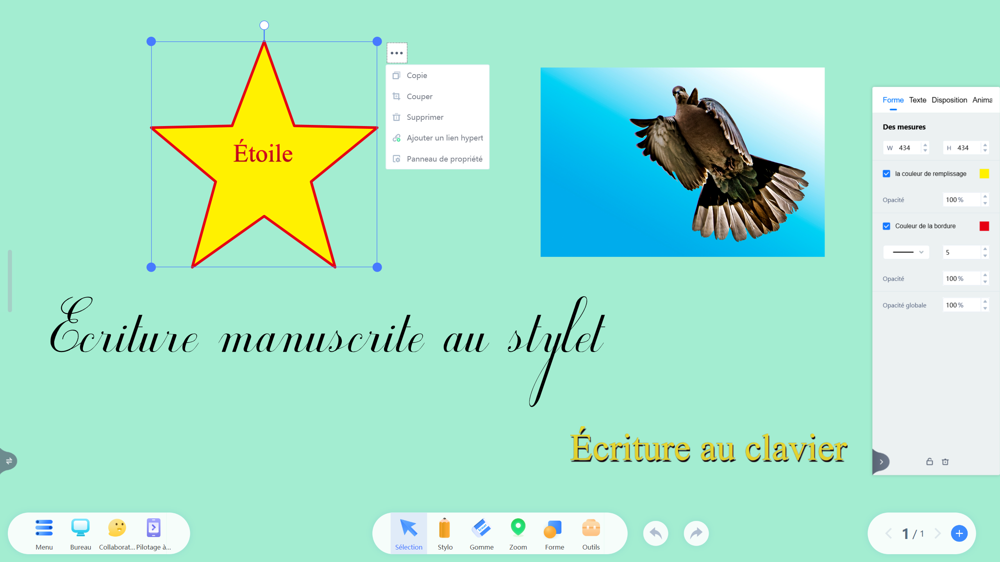 Étoile
Copie
Couper
Supprimer
Ajouter un lien hypert
Panneau de propriété
Forme Texte Disposition Anima
Des mesures
W 434 H 434
la couleur de remplissage
Opacité 100 %
Couleur de la bordure
5
Opacité 100 %
Opacité globale 100 %
Ecriture manuscrite au stylet
Écriture au clavier
Menu Bureau Collaborat... Pilotage à...
Sélection Stylo Eraser Gomme Zoom Forme Outils
1 / 1